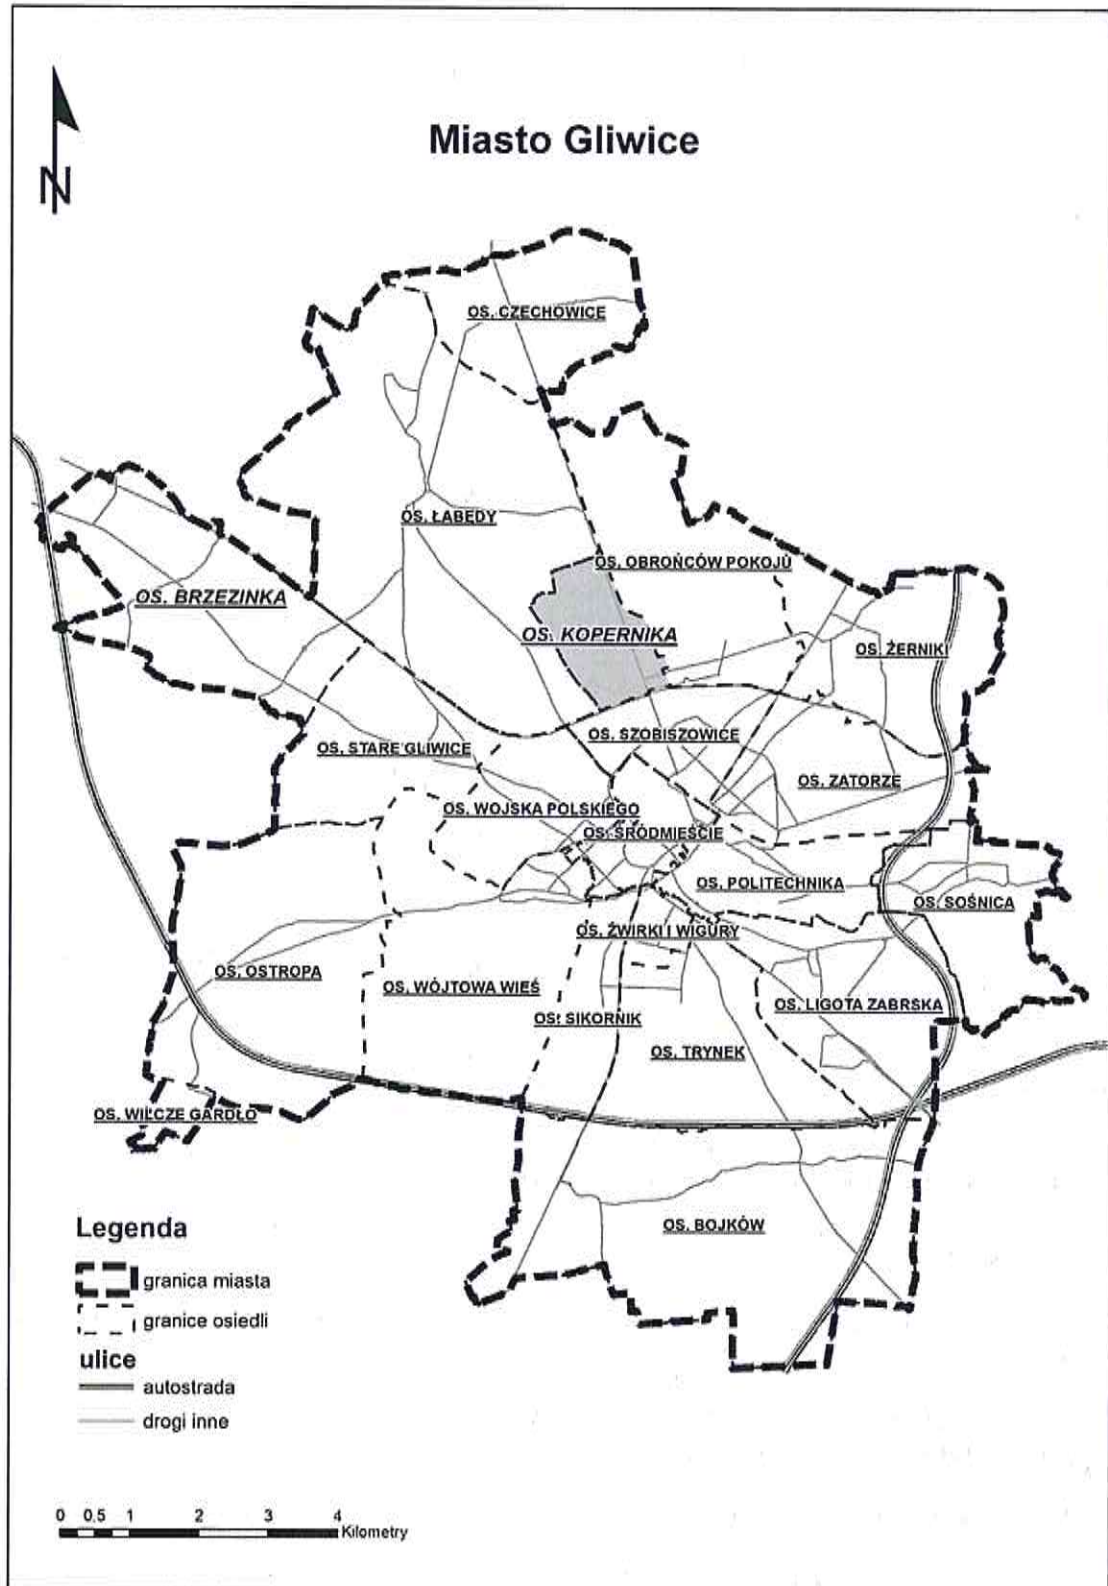 Miasto Gliwice
N
OS. CZECHOWICE
OS. ŁABĘDY
OS. OBROŃCÓW POKOJU
OS. BRZEZINKA
OS. KOPERNIKA
OS. ŻERNIKI
OS. SZOBISZOWICE
OS. STARE GLIWICE
OS. ZATORZE
OS. WOJSKA POLSKIEGO
OS. ŚRÓDMIEŚCIE
OS. POLITECHNIKA
OS. SOŚNICA
OS. ŻWIRKI I WIGURY
OS. OSTROPA
OS. WÓJTOWA WIEŚ
OS. LIGOTA ZABRSKA
OS. SIKORNIK
OS. TRYNEK
OS. WILCZE GARDŁO
OS. BOJKÓW
Legenda
granica miasta
granice osiedli
ulice
autostrada
drogi inne
0 0.5 1 2 3 4
Kilometry